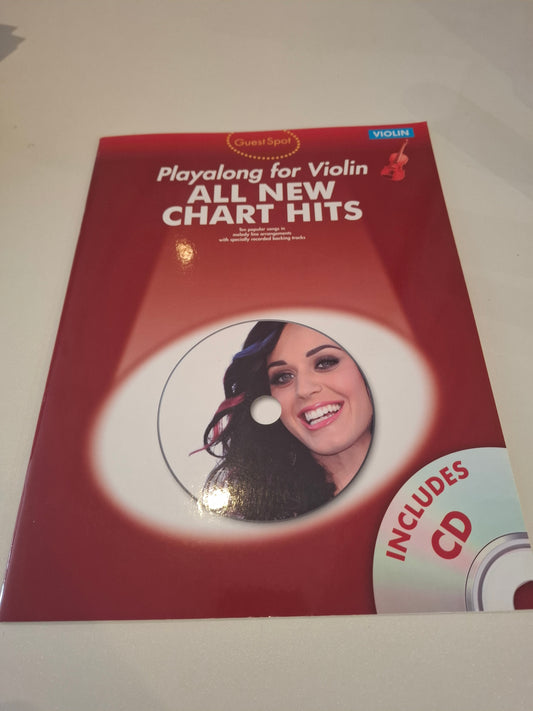 Guest Spot
VIOLIN
Playalong for Violin
ALL NEW
CHART HITS
Ten popular songs in
melody line arrangements
with specially recorded backing tracks
INCLUDES
CD